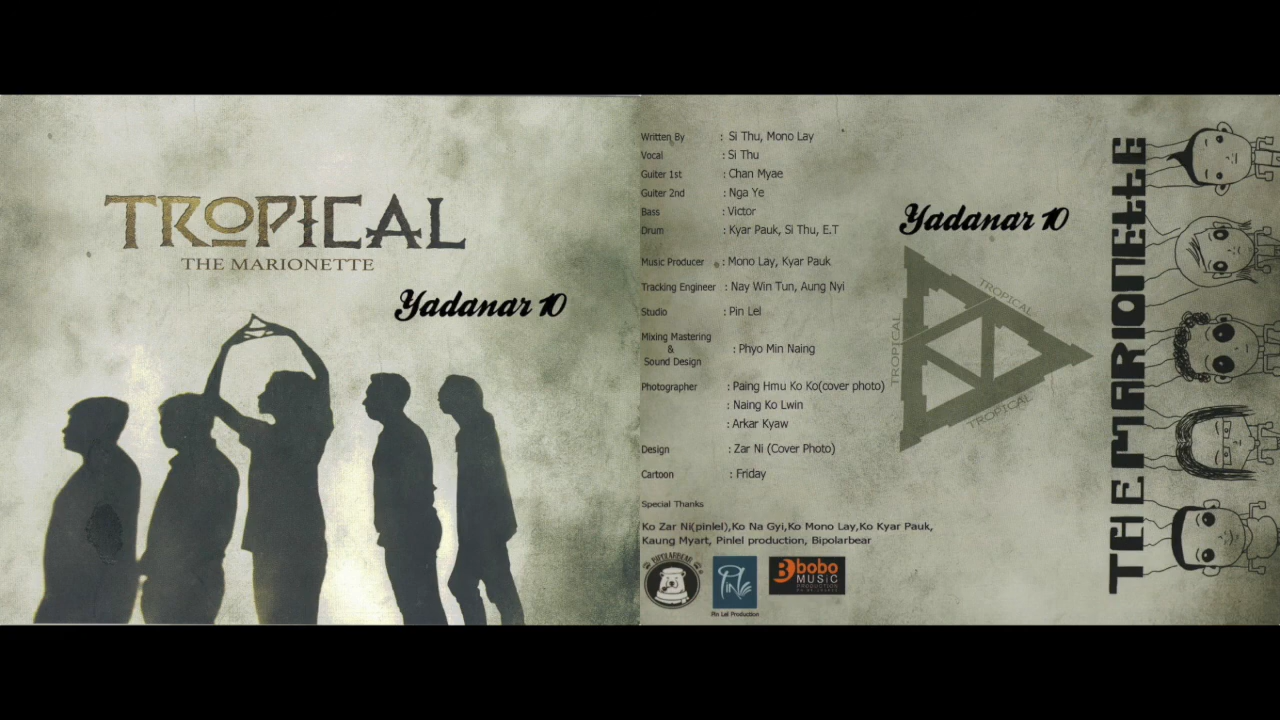 TROPICAL
THE MARIONETTE
Yadanar 10
Written By : Si Thu, Mono Lay
Vocal : Si Thu
Guiter 1st : Chan Myae
Guiter 2nd : Nga Ye
Bass : Victor
Drum : Kyar Pauk, Si Thu, E.T
Music Producer : Mono Lay, Kyar Pauk
Tracking Engineer : Nay Win Tun, Aung Nyi
Studio : Pin Lel
Mixing Mastering
& : Phyo Min Naing
Sound Design
Photographer : Paing Hmu Ko Ko(cover photo)
: Naing Ko Lwin
: Arkar Kyaw
Design : Zar Ni (Cover Photo)
Cartoon : Friday
Special Thanks
Ko Zar Ni(pinlel),Ko Na Gyi,Ko Mono Lay,Ko Kyar Pauk,
Kaung Myart, Pinlel production, Bipolarbear
BIPOLARBEAR
Pin Lel Production
bobo
MUSIC
PRODUCTION
Yadanar 10
TROPICAL
TROPICAL
TROPICAL
THE MARIONETTE